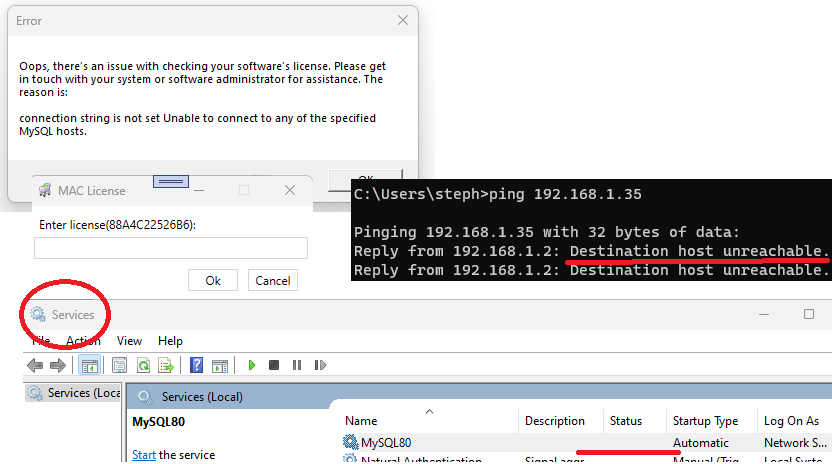 Error
Oops, there's an issue with checking your software's license. Please get
in touch with your system or software administrator for assistance. The
reason is:
connection string is not set Unable to connect to any of the specified
MySQL hosts.
MAC License
Enter license(88A4C22526B6):
Ok Cancel
C:\Users\steph>ping 192.168.1.35
Pinging 192.168.1.35 with 32 bytes of data:
Reply from 192.168.1.2: Destination host unreachable.
Reply from 192.168.1.2: Destination host unreachable.
Services
File Action View Help
Services (Loca
Services (Local)
MySQL80
Start the service
Name Description Status Startup Type Log On As
MySQL80 Automatic Network S...
Natural Authentication Signal aggr... Manual (Trig... Local Syste...